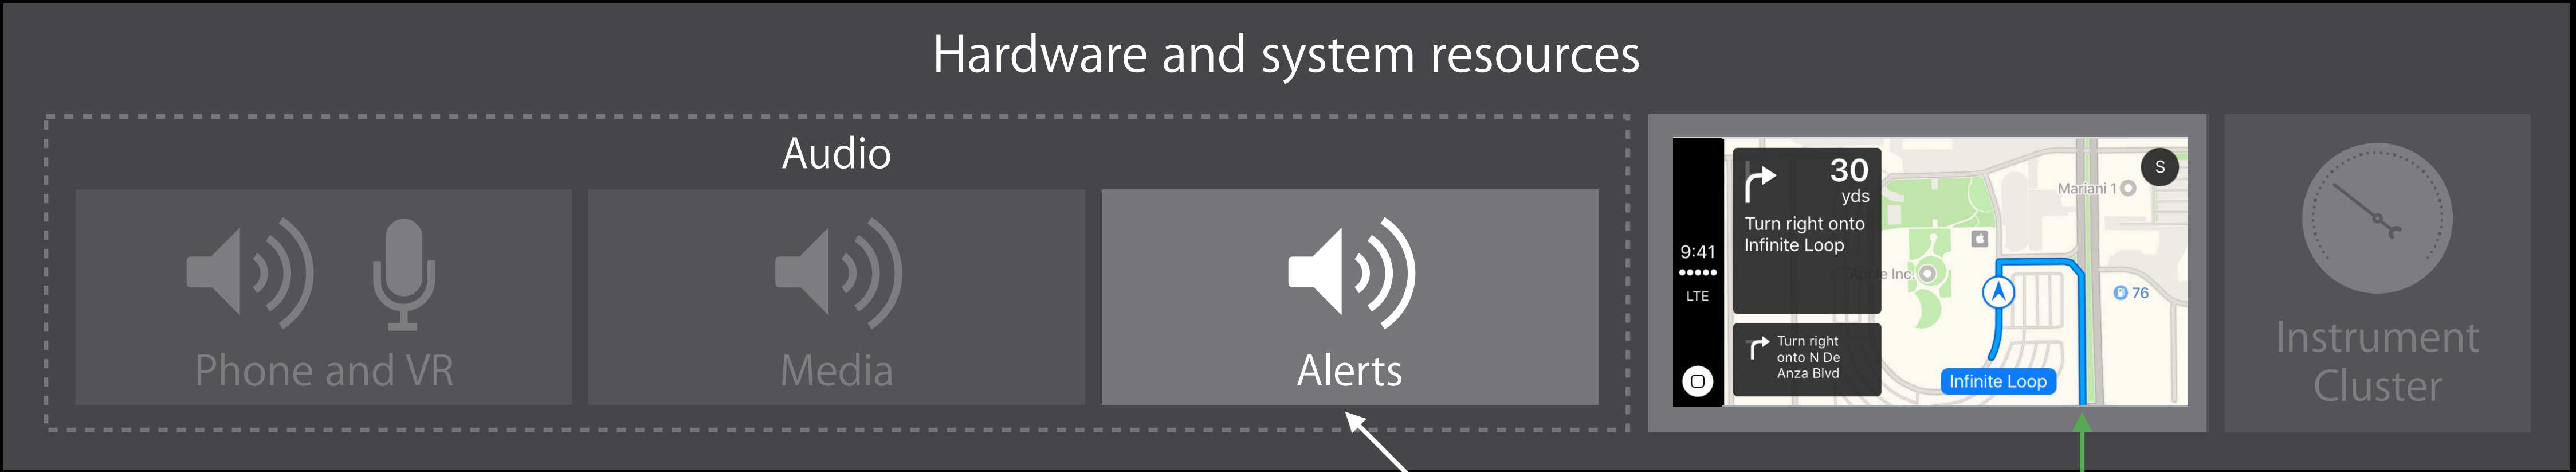 Hardware and system resources
Audio
Phone and VR
Media
Alerts
9:41
LTE
30
yds
Turn right onto
Infinite Loop
Turn right
onto N De
Anza Blvd
S
Mariani 1
Apple Inc.
76
Infinite Loop
Instrument
Cluster